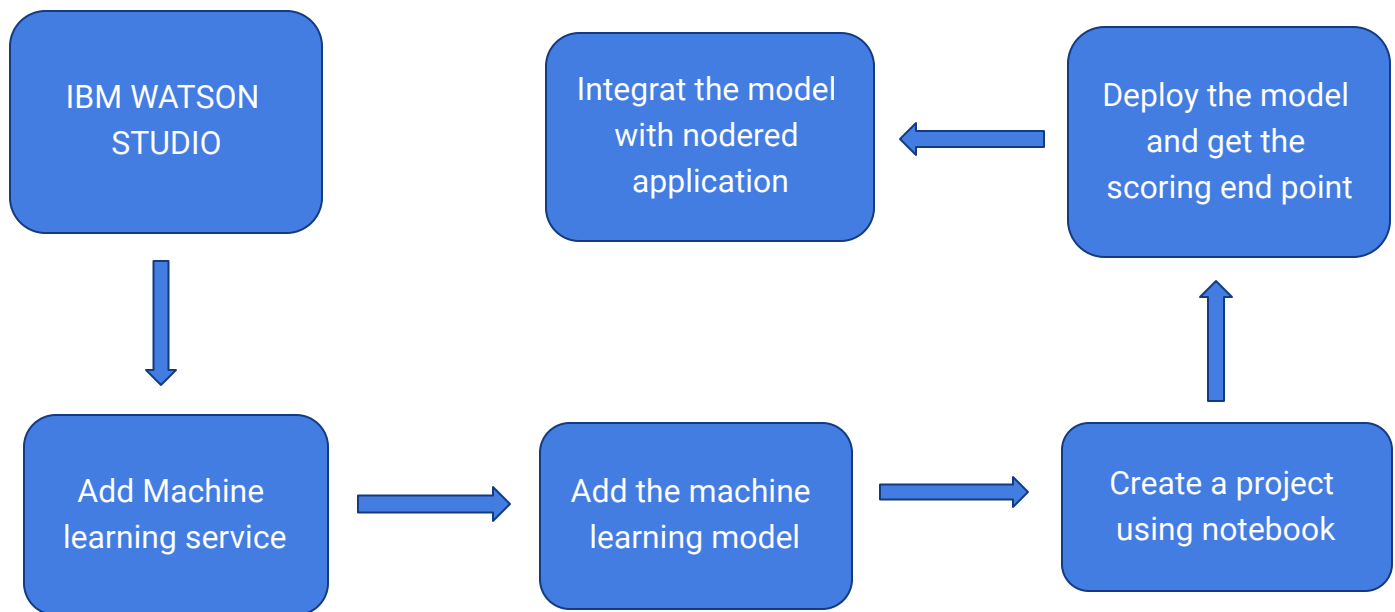 IBM WATSON
STUDIO
Add Machine
learning service
Add the machine
learning model
Create a project
using notebook
Deploy the model
and get the
scoring end point
Integrat the model
with nodered
application